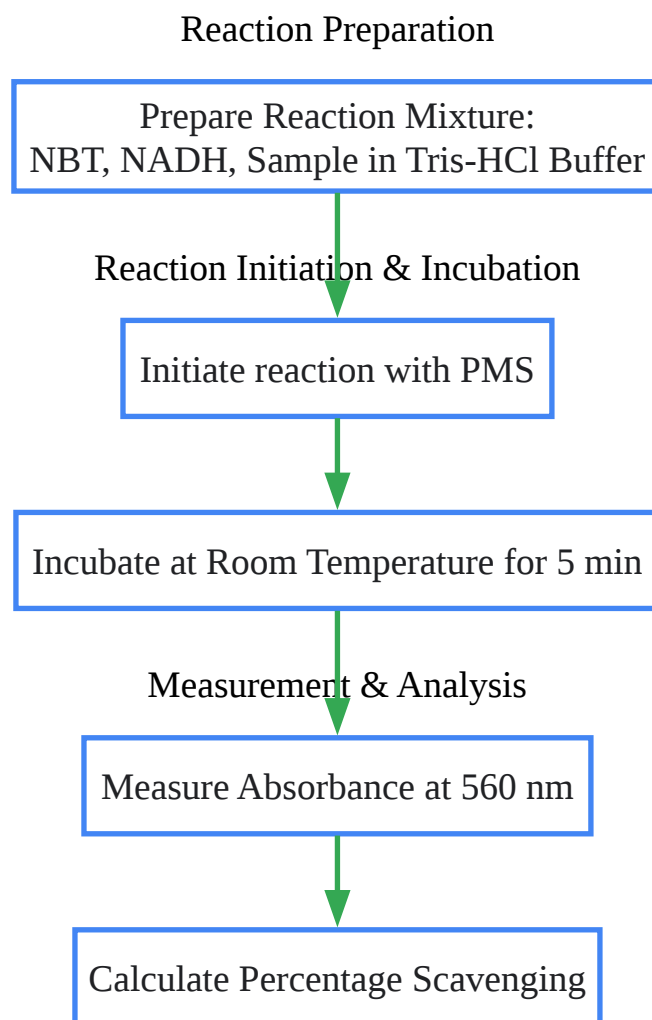 Reaction Preparation
Prepare Reaction Mixture:
NBT, NADH, Sample in Tris-HCl Buffer
Reaction Initiation & Incubation
Initiate reaction with PMS
Incubate at Room Temperature for 5 min
Measurement & Analysis
Measure Absorbance at 560 nm
Calculate Percentage Scavenging